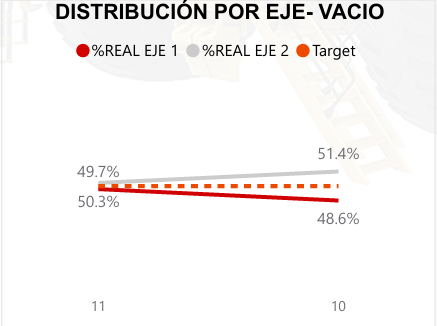 DISTRIBUCIÓN POR EJE- VACIO
%REAL EJE 1 %REAL EJE 2 Target
51.4%
49.7%
50.3%
48.6%
11 10